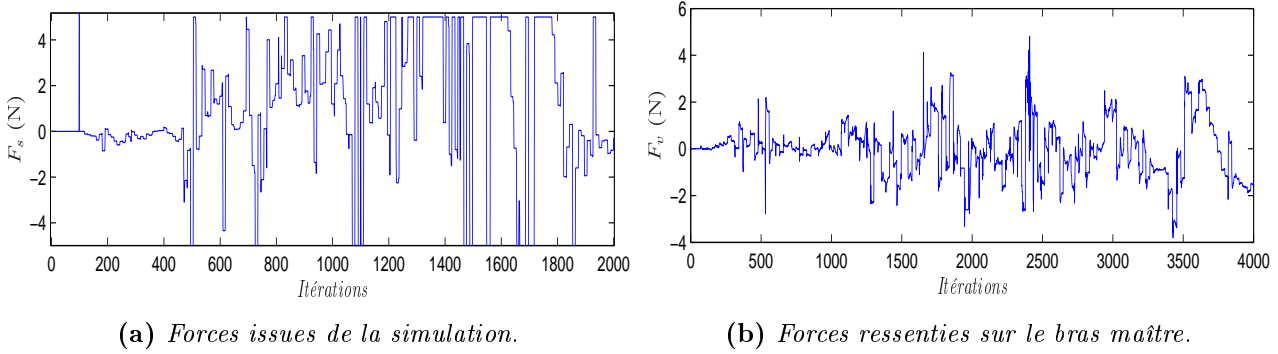 4
2
0
−2
−4
F_s (N)
0 200 400 600 800 1000 1200 1400 1600 1800 2000
Itérations
(a) Forces issues de la simulation.
6
4
2
0
−2
−4
F_v (N)
0 500 1000 1500 2000 2500 3000 3500 4000
Itérations
(b) Forces ressenties sur le bras maître.